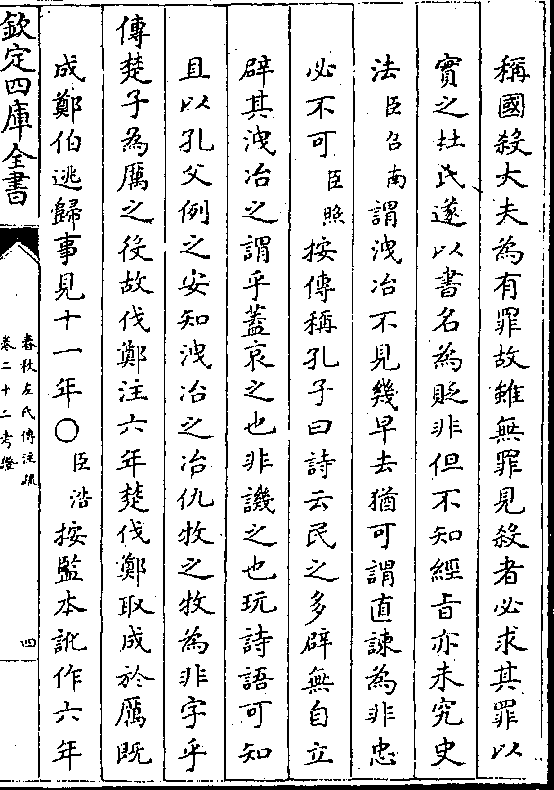 稱國殺大夫為有罪故雖無罪見殺者必求其罪以
實之杜氏遂以書名為貶非但不知經旨亦未究史
法臣召南謂洩冶不見幾早去猶可謂直諫為非忠
必不可臣照按傳稱孔子曰詩云民之多辟無自立
辟其洩冶之謂乎蓋哀之也非譏之也玩詩語可知
且以孔父例之安知洩冶之冶仇牧之牧為非字乎
傳楚子為厲之役故伐鄭注六年楚伐鄭取成於厲既
成鄭伯逃歸事見十一年〇臣浩按監本訛作六年
欽定四庫全書
春秋左氏傳注疏
卷二十二考證
四